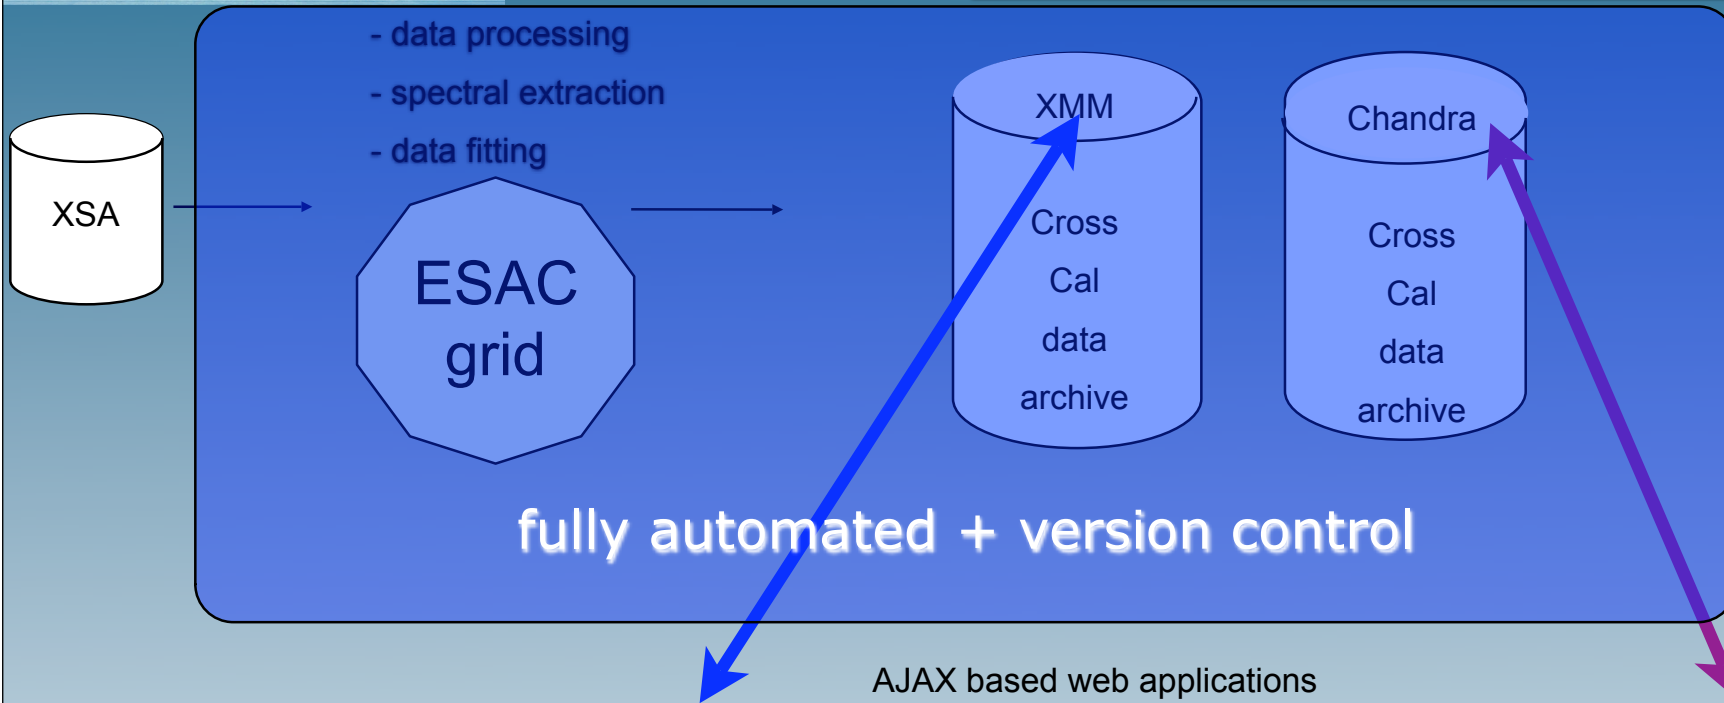 - data processing
- spectral extraction
- data fitting
XSA
ESAC
grid
XMM
Cross
Cal
data
archive
Chandra
Cross
Cal
data
archive
fully automated + version control
AJAX based web applications